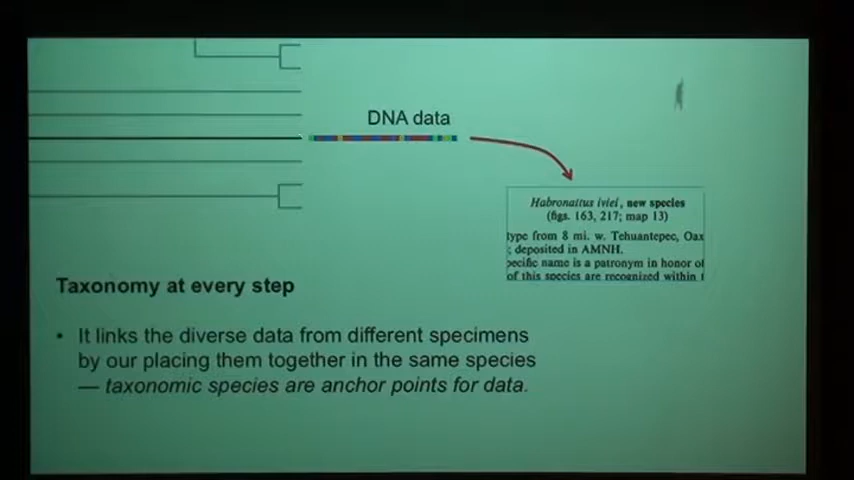 DNA data
Habronattus iviei, new species
(figs. 163, 217; map 13)
type from 8 mi. w. Tehuantepec, Oax
; deposited in AMNH.
pecific name is a patronym in honor of
of this species are recognized within
Taxonomy at every step
• It links the diverse data from different specimens
by our placing them together in the same species
— taxonomic species are anchor points for data.